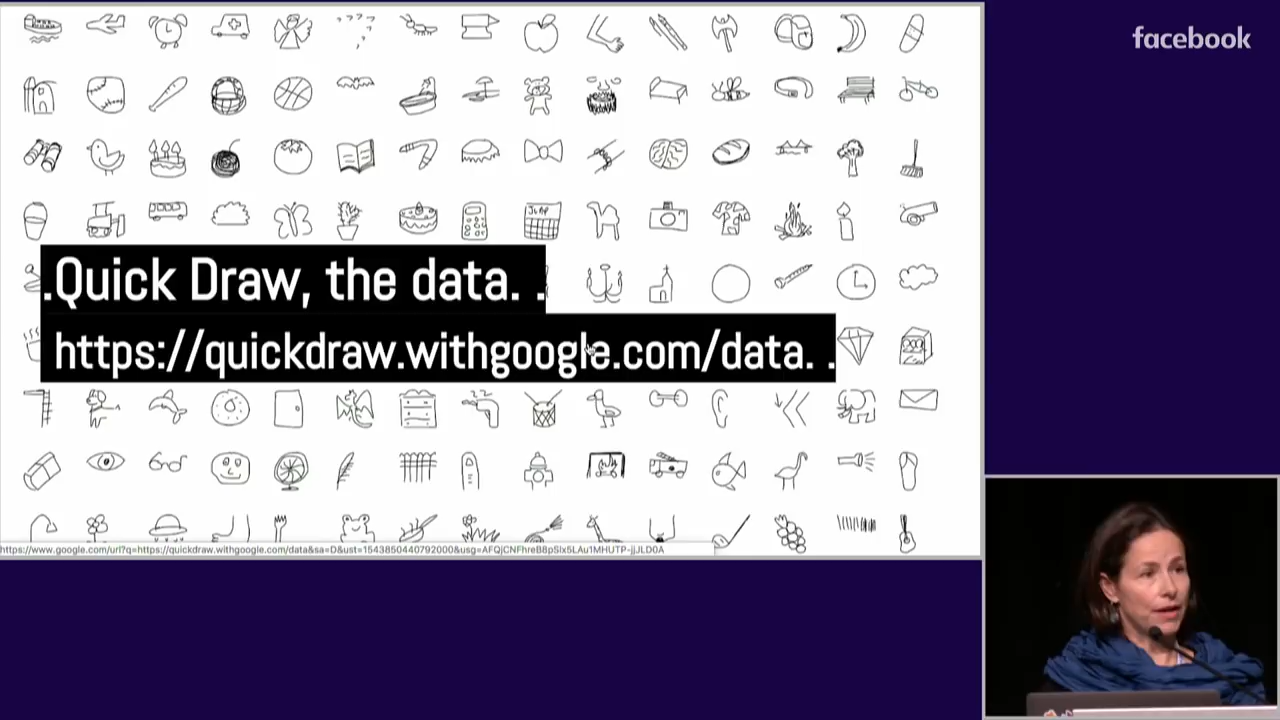 facebook
.Quick Draw, the data. .
https://quickdraw.withgoogle.com/data. .